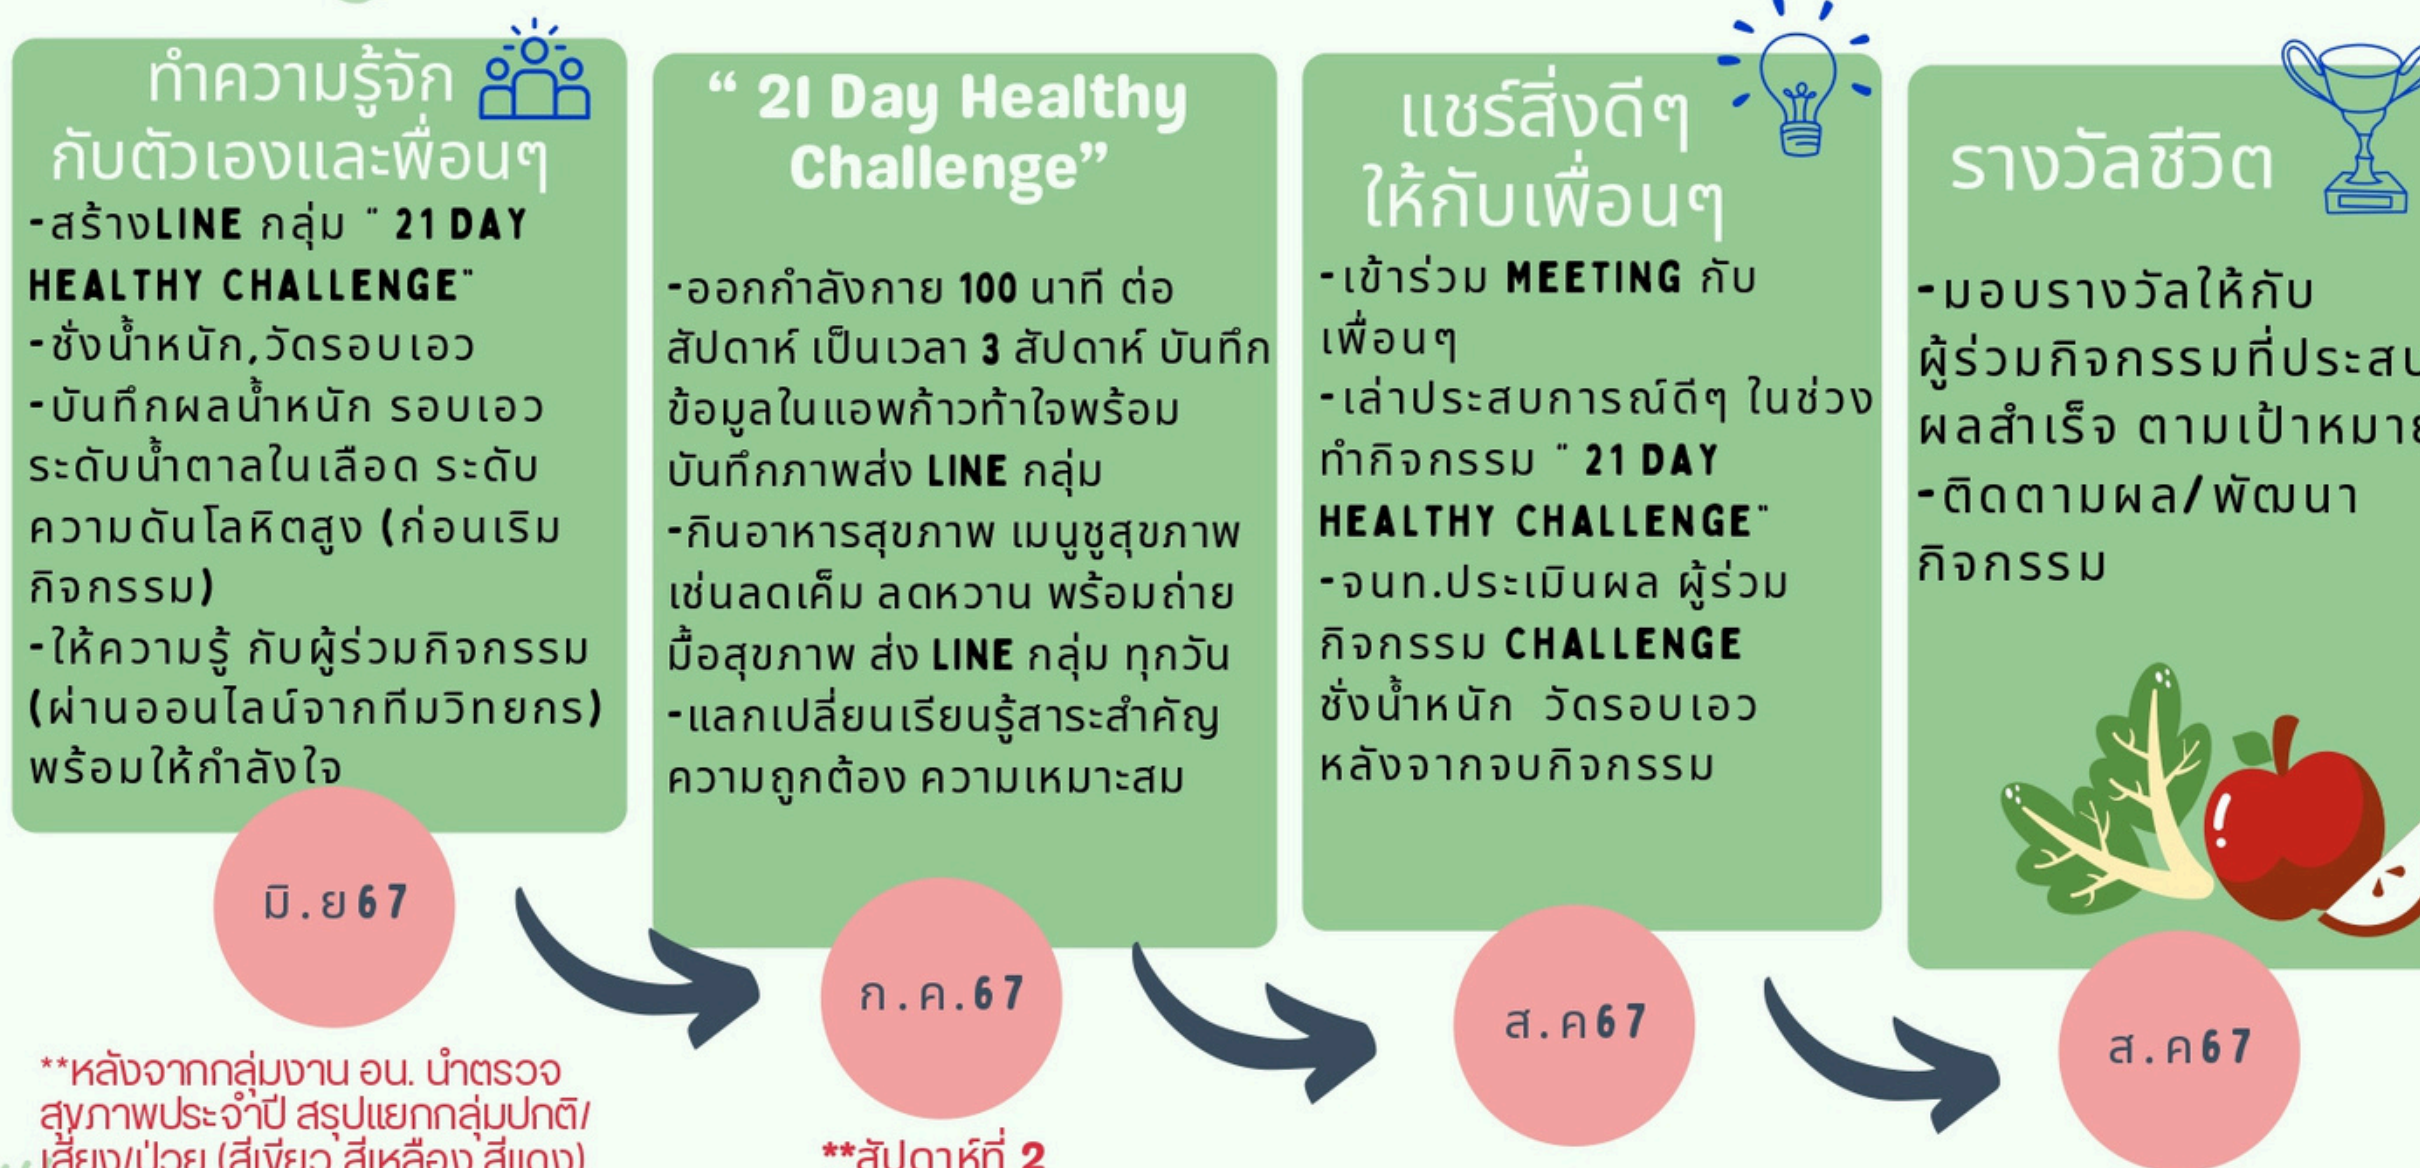 ทำความรู้จัก
กับตัวเองและพื่อนๆ
-สร้างLINE กลุ่ม " 21 DAY
HEALTHY CHALLENGE"
-ชั่งน้ำหนัก,วัดรอบเอว
-บันทึกผลน้ำหนัก รอบเอว
ระดับน้ำตาลในเลือด ระดับ
ความดันโลหิตสูง (ก่อนเริ่ม
กิจกรรม)
-ให้ความรู้ กับผู้ร่วมกิจกรรม
(ผ่านออนไลน์จากทีมวิทยกร)
พร้อมให้กำลังใจ
มิ.ย67
**หลังจากกลุ่มงาน อน. นำตรวจ
สุขภาพประจำปี สรุปแยกกลุ่มปกติ/
เสี่ยง/ป่วย (สีเขียว สีเหลือง สีแดง)
“ 21 Day Healthy
Challenge”
-ออกกำลังกาย 100 นาที ต่อ
สัปดาห์ เป็นเวลา 3 สัปดาห์ บันทึก
ข้อมูลในแอพก้าวท้าใจพร้อม
บันทึกภาพส่ง LINE กลุ่ม
-กินอาหารสุขภาพ เมนูชูสุขภาพ
เช่นลดเค็ม ลดหวาน พร้อมถ่าย
มื้อสุขภาพ ส่ง LINE กลุ่ม ทุกวัน
-แลกเปลี่ยนเรียนรู้สาระสำคัญ
ความถูกต้อง ความเหมาะสม
ก.ค.67
**สัปดาห์ที่ 2
แชร์สิ่งดีๆ
ให้กับเพื่อนๆ
-เข้าร่วม MEETING กับ
เพื่อนๆ
-เล่าประสบการณ์ดีๆ ในช่วง
ทำกิจกรรม " 21 DAY
HEALTHY CHALLENGE"
-จนท.ประเมินผล ผู้ร่วม
กิจกรรม CHALLENGE
ชั่งน้ำหนัก วัดรอบเอว
หลังจากจบกิจกรรม
ส.ค67
รางวัลชีวิต
-มอบรางวัลให้กับ
ผู้ร่วมกิจกรรมที่ประสบ
ผลสำเร็จ ตามเป้าหมาย
-ติดตามผล/พัฒนา
กิจกรรม
ส.ค67